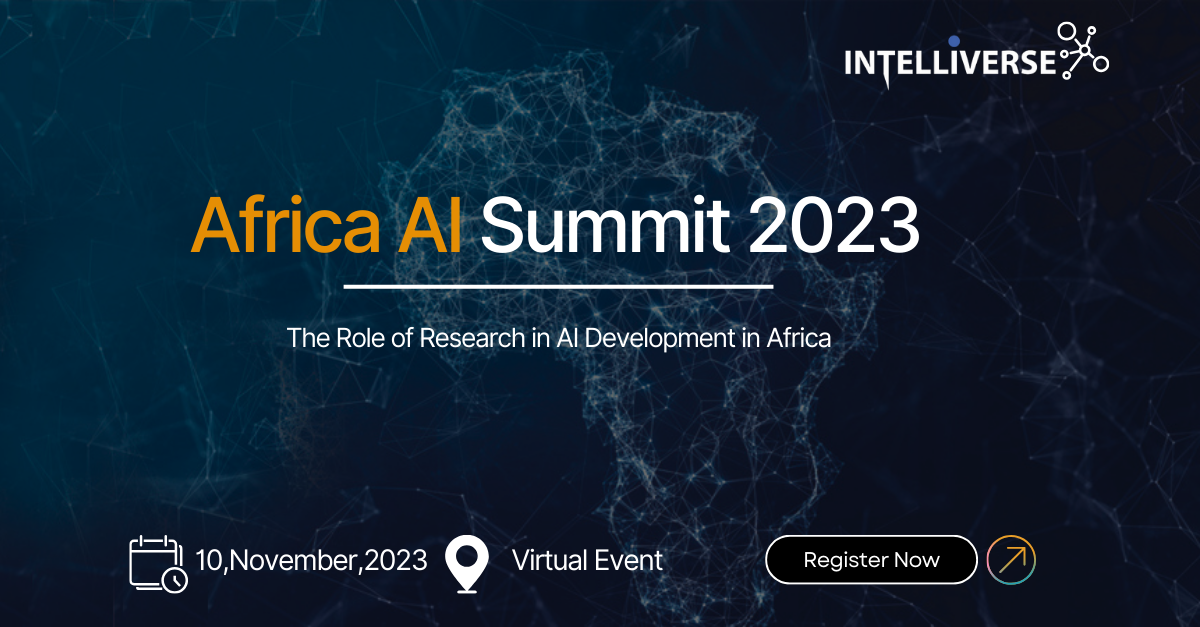 INTELLIVERSE
Africa AI Summit 2023
The Role of Research in AI Development in Africa
10,November,2023
Virtual Event
Register Now